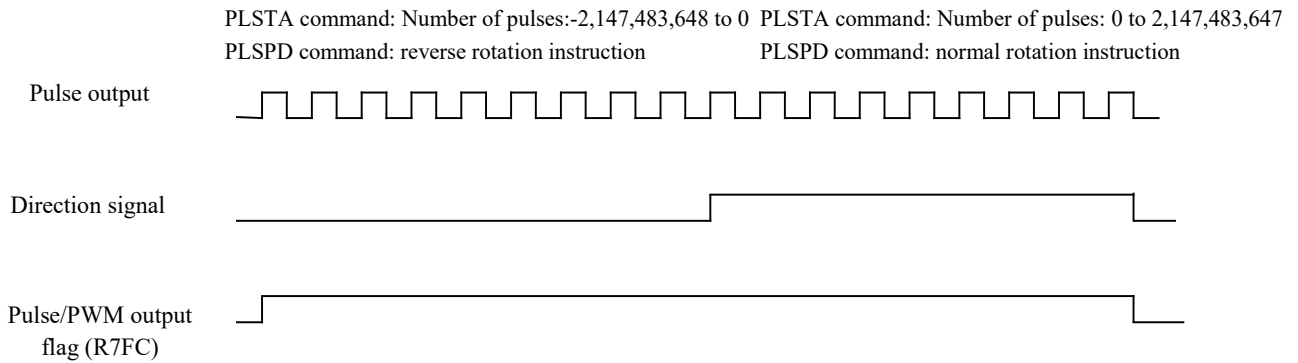 PLSTA command: Number of pulses:-2,147,483,648 to 0 PLSTA command: Number of pulses: 0 to 2,147,483,647
PLSPD command: reverse rotation instruction PLSPD command: normal rotation instruction
Pulse output
Direction signal
Pulse/PWM output
flag (R7FC)